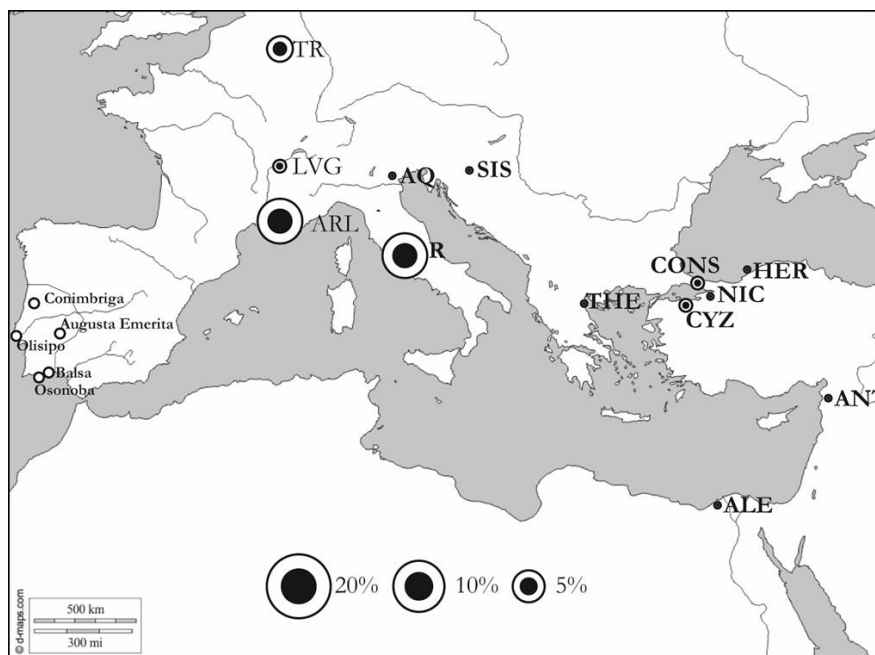 TR
LVG
AQ
SIS
ARL
R
CONS
HER
NIC
THE
CYZ
Conimbriga
Augusta Emerita
Olisipo
Balsa
Osonoba
ANT
ALE
20%
10%
5%
500 km
300 mi
© d-maps.com